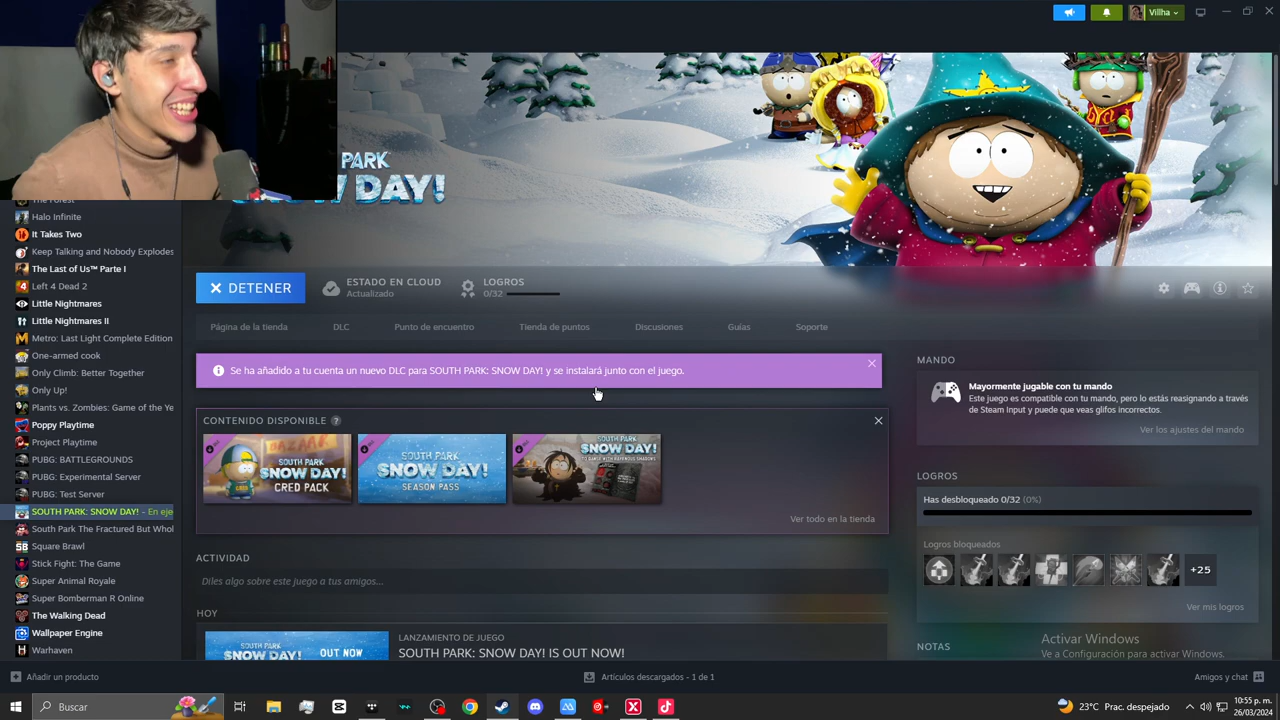 Villha
PARK
W DAY!
The Forest
Halo Infinite
It Takes Two
Keep Talking and Nobody Explodes
The Last of Us™ Parte I
Left 4 Dead 2
Little Nightmares
Little Nightmares II
Metro: Last Light Complete Edition
One-armed cook
Only Climb: Better Together
Only Up!
Plants vs. Zombies: Game of the Ye
Poppy Playtime
Project Playtime
PUBG: BATTLEGROUNDS
PUBG: Experimental Server
PUBG: Test Server
SOUTH PARK: SNOW DAY! - En eje
South Park The Fractured But Whol
Square Brawl
Stick Fight: The Game
Super Animal Royale
Super Bomberman R Online
The Walking Dead
Wallpaper Engine
Warhaven
DETENER
ESTADO EN CLOUD
Actualizado
LOGROS
0/32
Página de la tienda
DLC
Punto de encuentro
Tienda de puntos
Discusiones
Guías
Soporte
Se ha añadido a tu cuenta un nuevo DLC para SOUTH PARK: SNOW DAY! y se instalará junto con el juego.
CONTENIDO DISPONIBLE ?
BAZAAR
SOUTH PARK
SNOW DAY!
CRED PACK
SOUTH PARK
SNOW DAY!
SEASON PASS
SOUTH PARK
SNOW DAY!
Ver todo en la tienda
ACTIVIDAD
Diles algo sobre este juego a tus amigos...
HOY
SOUTH PARK
SNOW DAY!
OUT NOW!
LANZAMIENTO DE JUEGO
SOUTH PARK: SNOW DAY! IS OUT NOW!
MANDO
Mayormente jugable con tu mando
Este juego es compatible con tu mando, pero lo estás reasignando a través
de Steam Input y puede que veas glifos incorrectos.
Ver los ajustes del mando
LOGROS
Has desbloqueado 0/32 (0%)
Logros bloqueados
+25
Ver mis logros
NOTAS
Activar Windows
Ve a Configuración para activar Windows.
Añadir un producto
Artículos descargados - 1 de 1
Amigos y chat
Buscar
23°C Prac. despejado
10:55 p. m.
26/03/2024